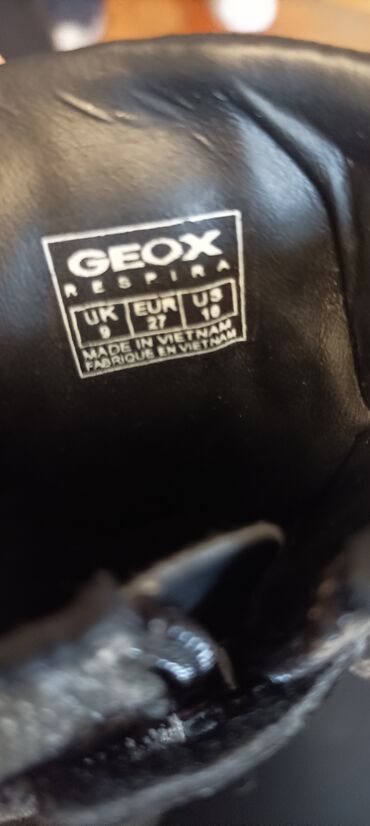 GEOX
RESPIRA
UK EUR US
9 27 10
MADE IN VIETNAM
FABRIQUE EN VIETNAM